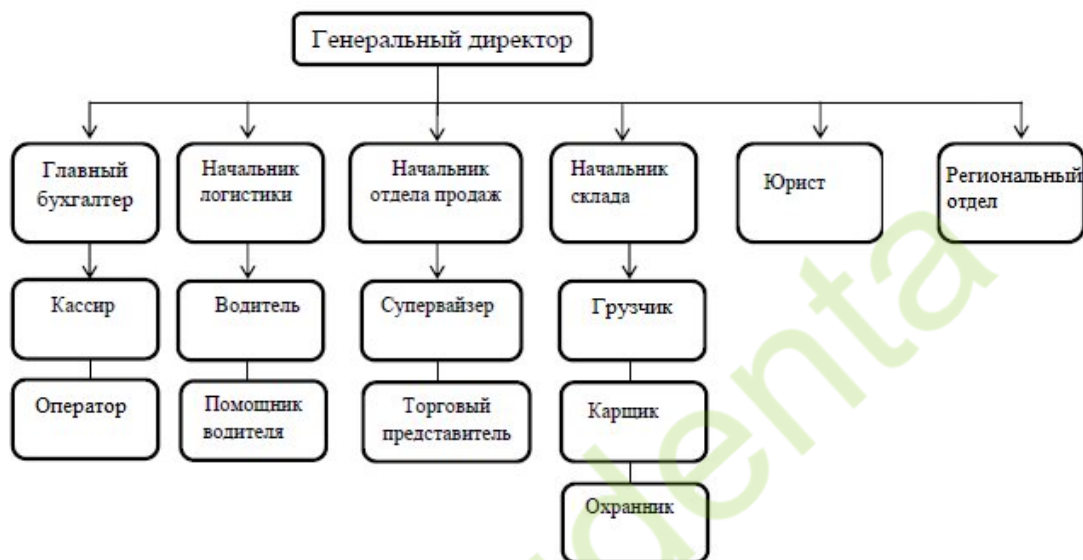 Генеральный директор
Главный
бухгалтер
Начальник
логистики
Начальник
отдела продаж
Начальник
склада
Юрист
Региональный
отдел
Кассир
Водитель
Супервайзер
Грузчик
Оператор
Помощник
водителя
Торговый
представитель
Карщик
Охранник